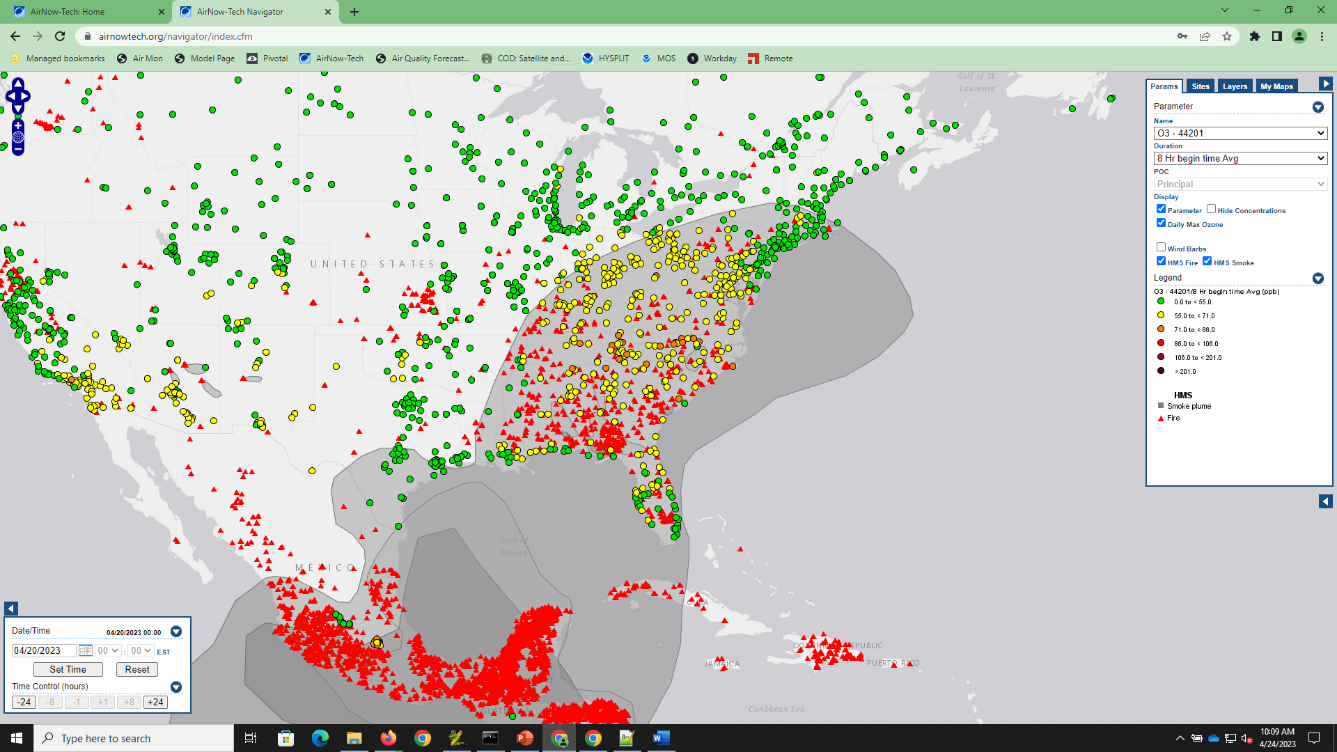 AirNow-Tech: Home
AirNow-Tech Navigator
airnowtech.org/navigator/index.cfm
Managed bookmarks Air Mon Model Page Pivotal AirNow-Tech Air Quality Forecast... COD: Satellite and... HYSPLIT MOS Workday Remote
Gulf of St.
Lawrence
UNITED STATES
Gulf of
Mexico
MÉXICO
JAMAICA
PUERTO RICO
Caribbean Sea
Params Sites Layers My Maps
Parameter
Name
O3 - 44201
Duration
8 Hr begin time Avg
POC
Principal
Display
Parameter Hide Concentrations
Daily Max Ozone
Wind Barbs
HMS Fire HMS Smoke
Legend
O3 - 44201/8 Hr begin time Avg (ppb)
0.0 to < 55.0
55.0 to < 71.0
71.0 to < 86.0
86.0 to < 106.0
106.0 to < 201.0
> 201.0
HMS
Smoke plume
Fire
Date/Time 04/20/2023 00:00
04/20/2023 00 : 00 EST
Set Time Reset
Time Control (hours)
-24 -8 -1 +1 +8 +24
Type here to search
10:09 AM
4/24/2023